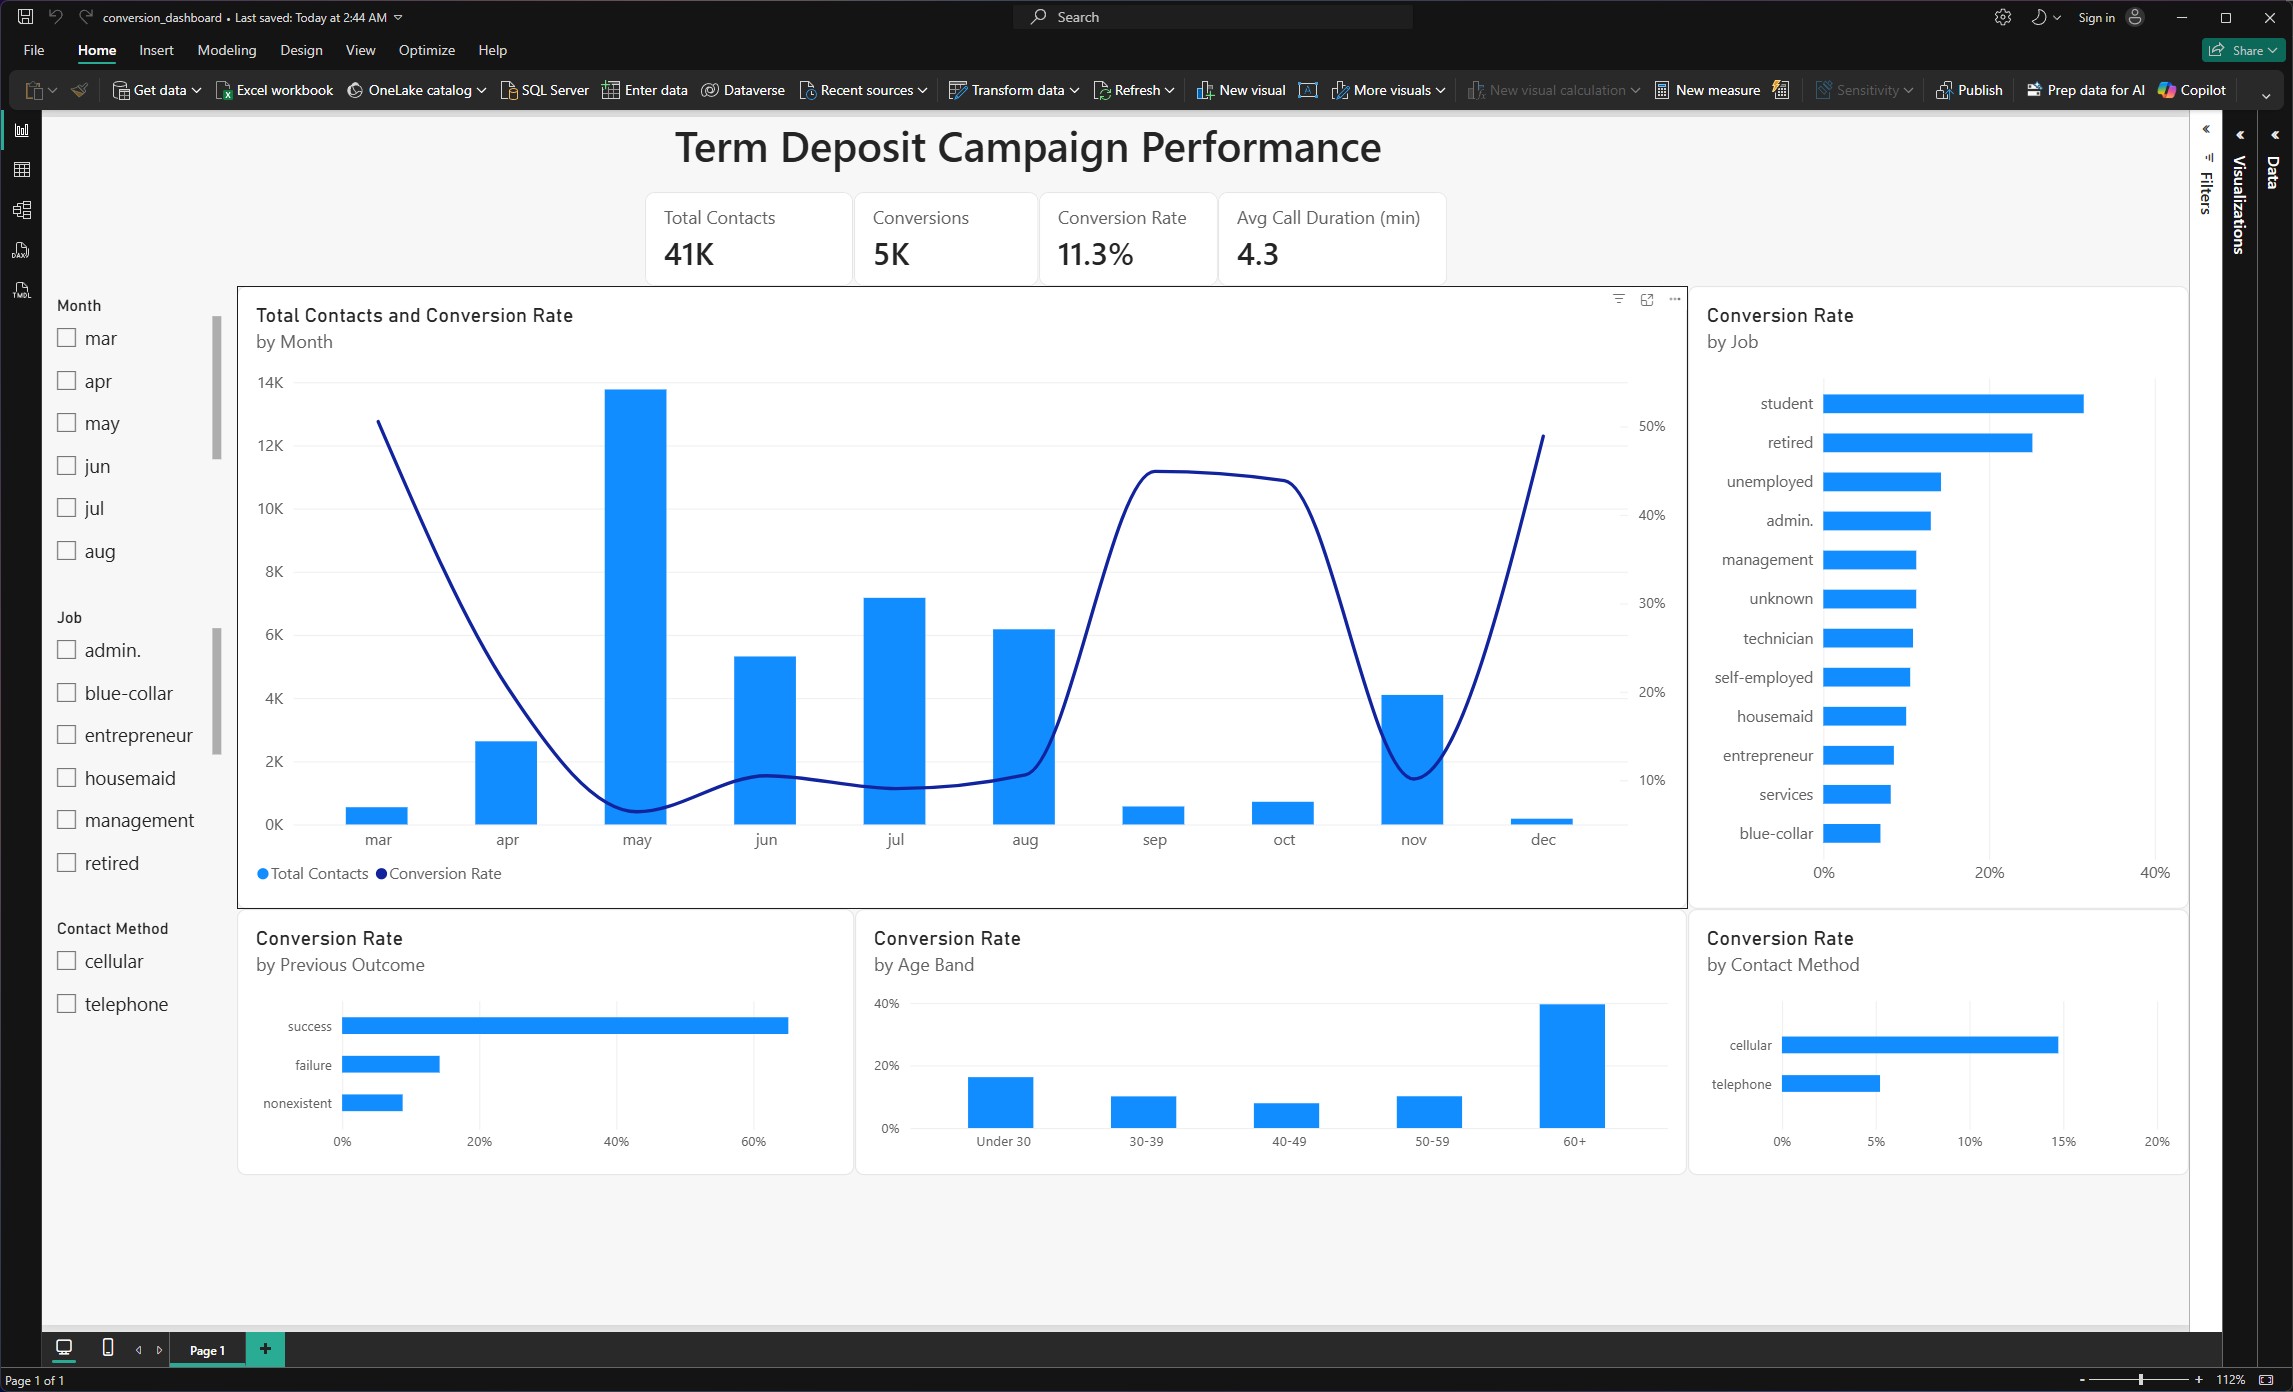 conversion_dashboard • Last saved: Today at 2:44 AM
Search
Sign in
File Home Insert Modeling Design View Optimize Help
Share
Get data Excel workbook OneLake catalog SQL Server Enter data Dataverse Recent sources Transform data Refresh New visual More visuals New visual calculation New measure Sensitivity Publish Prep data for AI Copilot
DAX
TMDL
Term Deposit Campaign Performance
Total Contacts
41K
Conversions
5K
Conversion Rate
11.3%
Avg Call Duration (min)
4.3
Month
mar
apr
may
jun
jul
aug
Job
admin.
blue-collar
entrepreneur
housemaid
management
retired
Contact Method
cellular
telephone
Total Contacts and Conversion Rate
by Month
14K
12K
10K
8K
6K
4K
2K
0K
50%
40%
30%
20%
10%
mar apr may jun jul aug sep oct nov dec
Total Contacts Conversion Rate
Conversion Rate
by Job
student
retired
unemployed
admin.
management
unknown
technician
self-employed
housemaid
entrepreneur
services
blue-collar
0% 20% 40%
Conversion Rate
by Previous Outcome
success
failure
nonexistent
0% 20% 40% 60%
Conversion Rate
by Age Band
40%
20%
0%
Under 30 30-39 40-49 50-59 60+
Conversion Rate
by Contact Method
cellular
telephone
0% 5% 10% 15% 20%
Filters
Visualizations
Data
Page 1
Page 1 of 1
112%